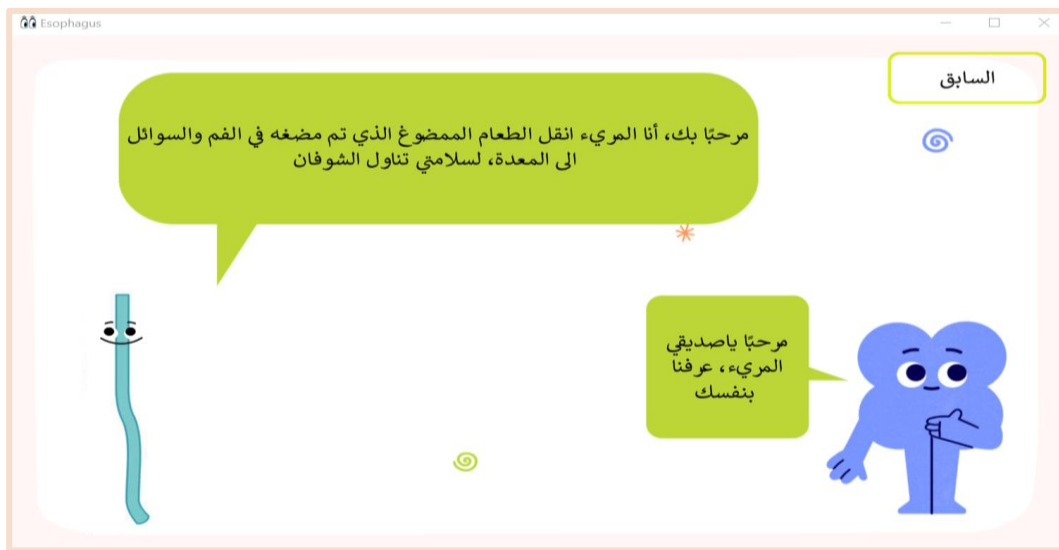 Esophagus
السابق
مرحبًا بك، أنا المريء انقل الطعام الممضوغ الذي تم مضغه في الفم والسوائل
الى المعدة، لسلامتي تناول الشوفان
مرحبًا ياصديقي
المريء، عرفنا
بنفسك